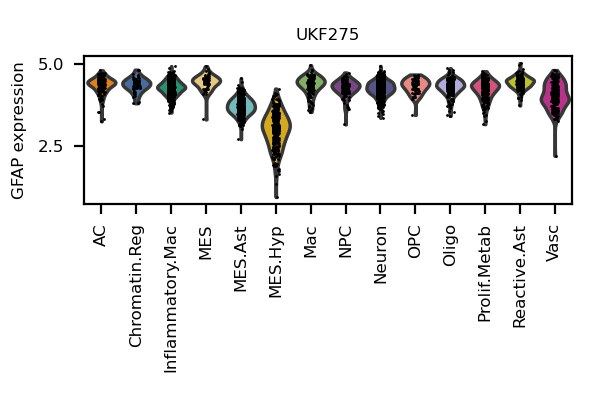 UKF275
GFAP expression
5.0
2.5
AC
Chromatin.Reg
Inflammatory.Mac
MES
MES.Ast
MES.Hyp
Mac
NPC
Neuron
OPC
Oligo
Prolif.Metab
Reactive.Ast
Vasc